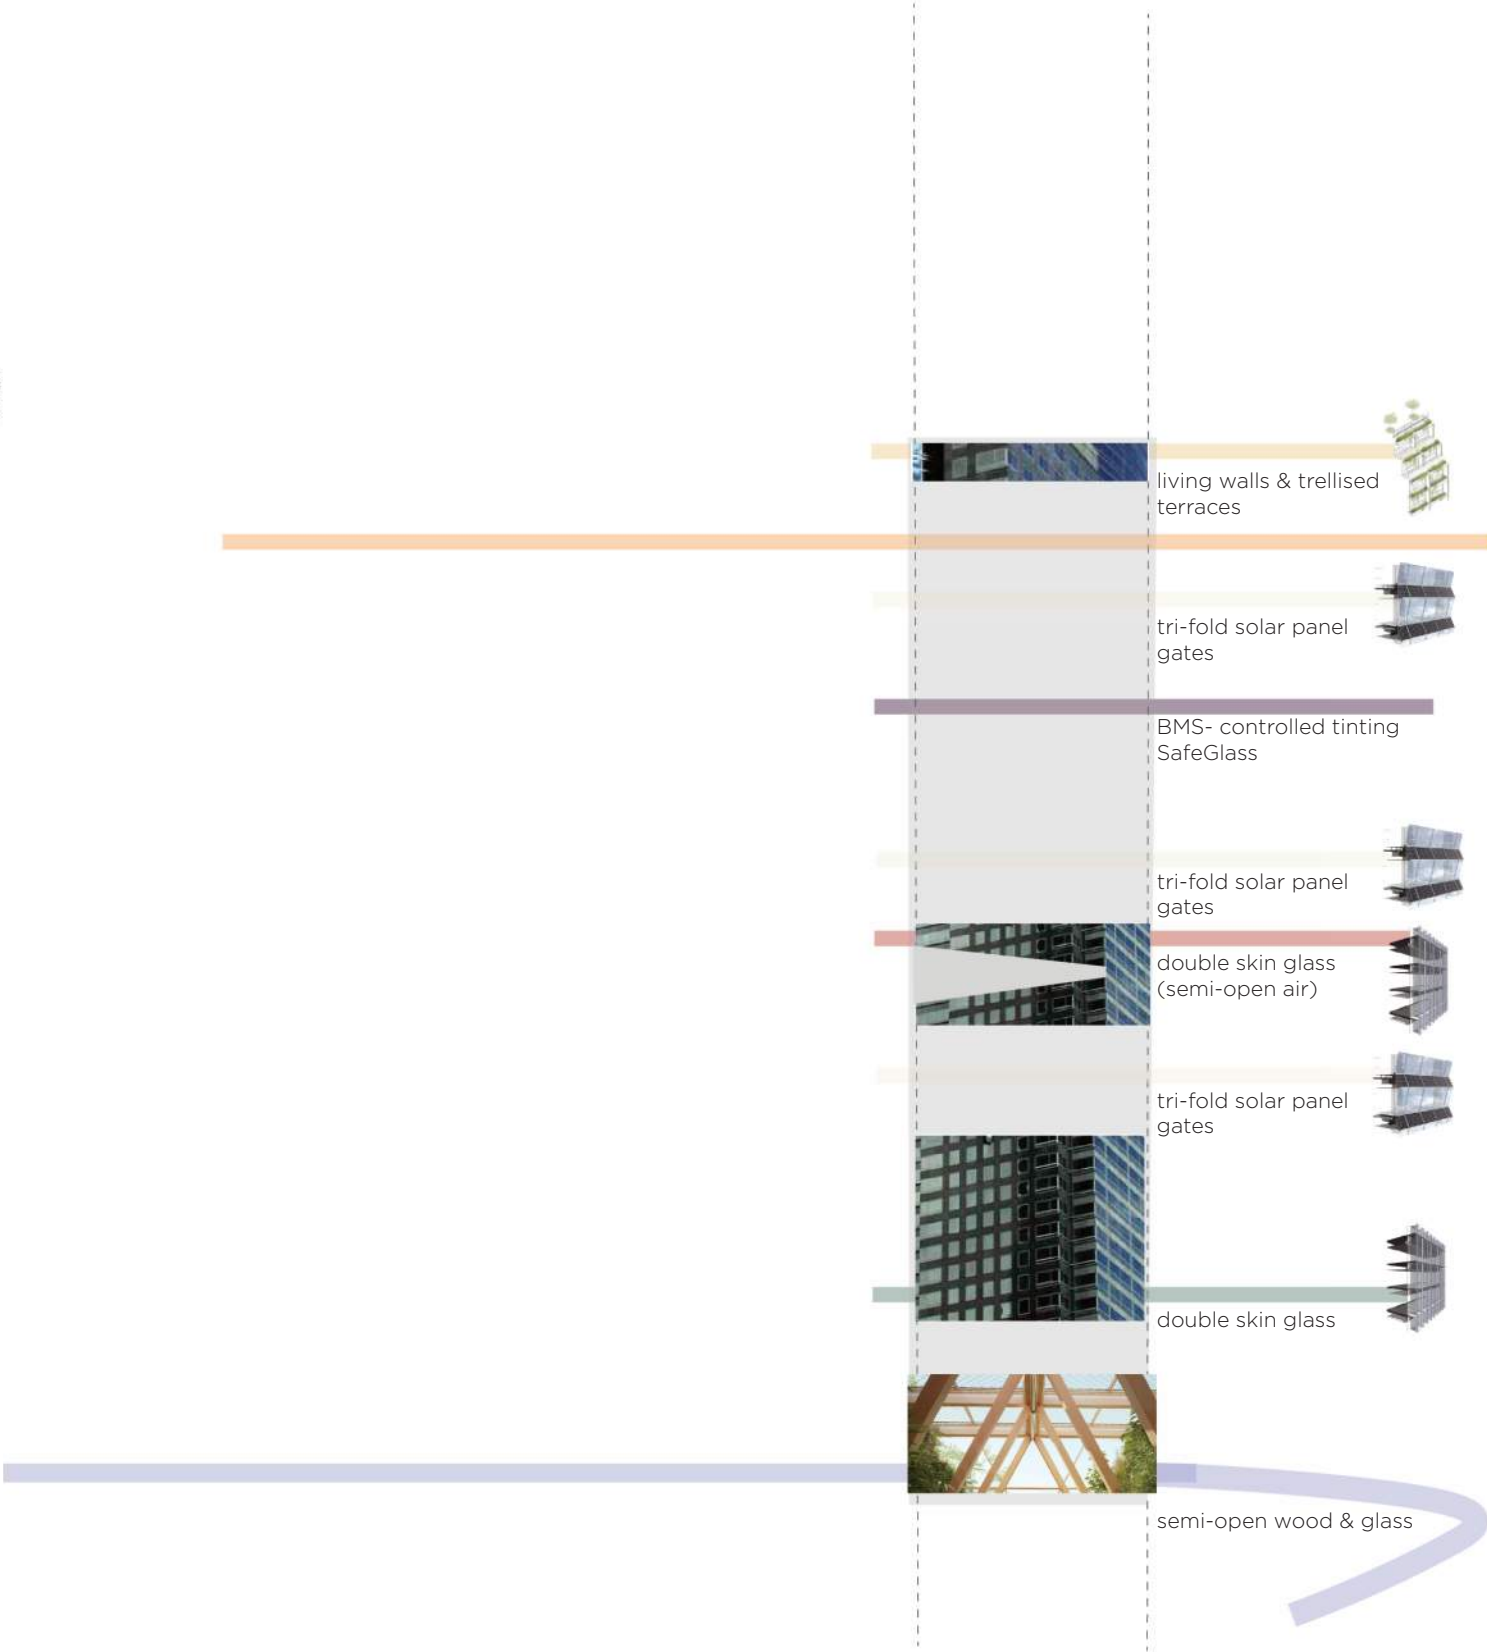 living walls & trellised
terraces
tri-fold solar panel
gates
BMS- controlled tinting
SafeGlass
tri-fold solar panel
gates
double skin glass
(semi-open air)
tri-fold solar panel
gates
double skin glass
semi-open wood & glass